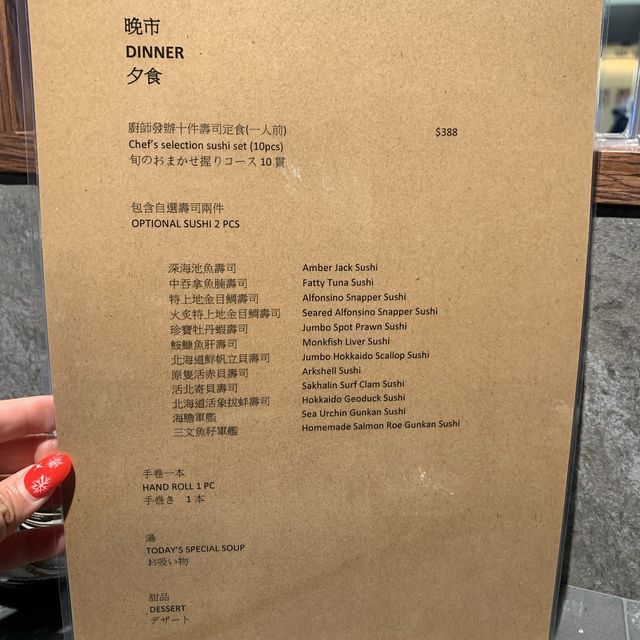 晚市
DINNER
夕食
廚師發辦十件壽司定食(一人前) $388
Chef's selection sushi set (10pcs)
旬のおまかせ握りコース 10 貫
包含自選壽司兩件
OPTIONAL SUSHI 2 PCS
深海池魚壽司 Amber Jack Sushi
中吞拿魚腩壽司 Fatty Tuna Sushi
特上地金目鯛壽司 Alfonsino Snapper Sushi
火炙特上地金目鯛壽司 Seared Alfonsino Snapper Sushi
珍寶牡丹蝦壽司 Jumbo Spot Prawn Sushi
鮟鱇魚肝壽司 Monkfish Liver Sushi
北海道鮮帆立貝壽司 Jumbo Hokkaido Scallop Sushi
原隻活赤貝壽司 Arkshell Sushi
活北寄貝壽司 Sakhalin Surf Clam Sushi
北海道活象拔蚌壽司 Hokkaido Geoduck Sushi
海膽軍艦 Sea Urchin Gunkan Sushi
三文魚籽軍艦 Homemade Salmon Roe Gunkan Sushi
手卷一本
HAND ROLL 1 PC
手巻き 1 本
湯
TODAY'S SPECIAL SOUP
お吸い物
甜品
DESSERT
デザート